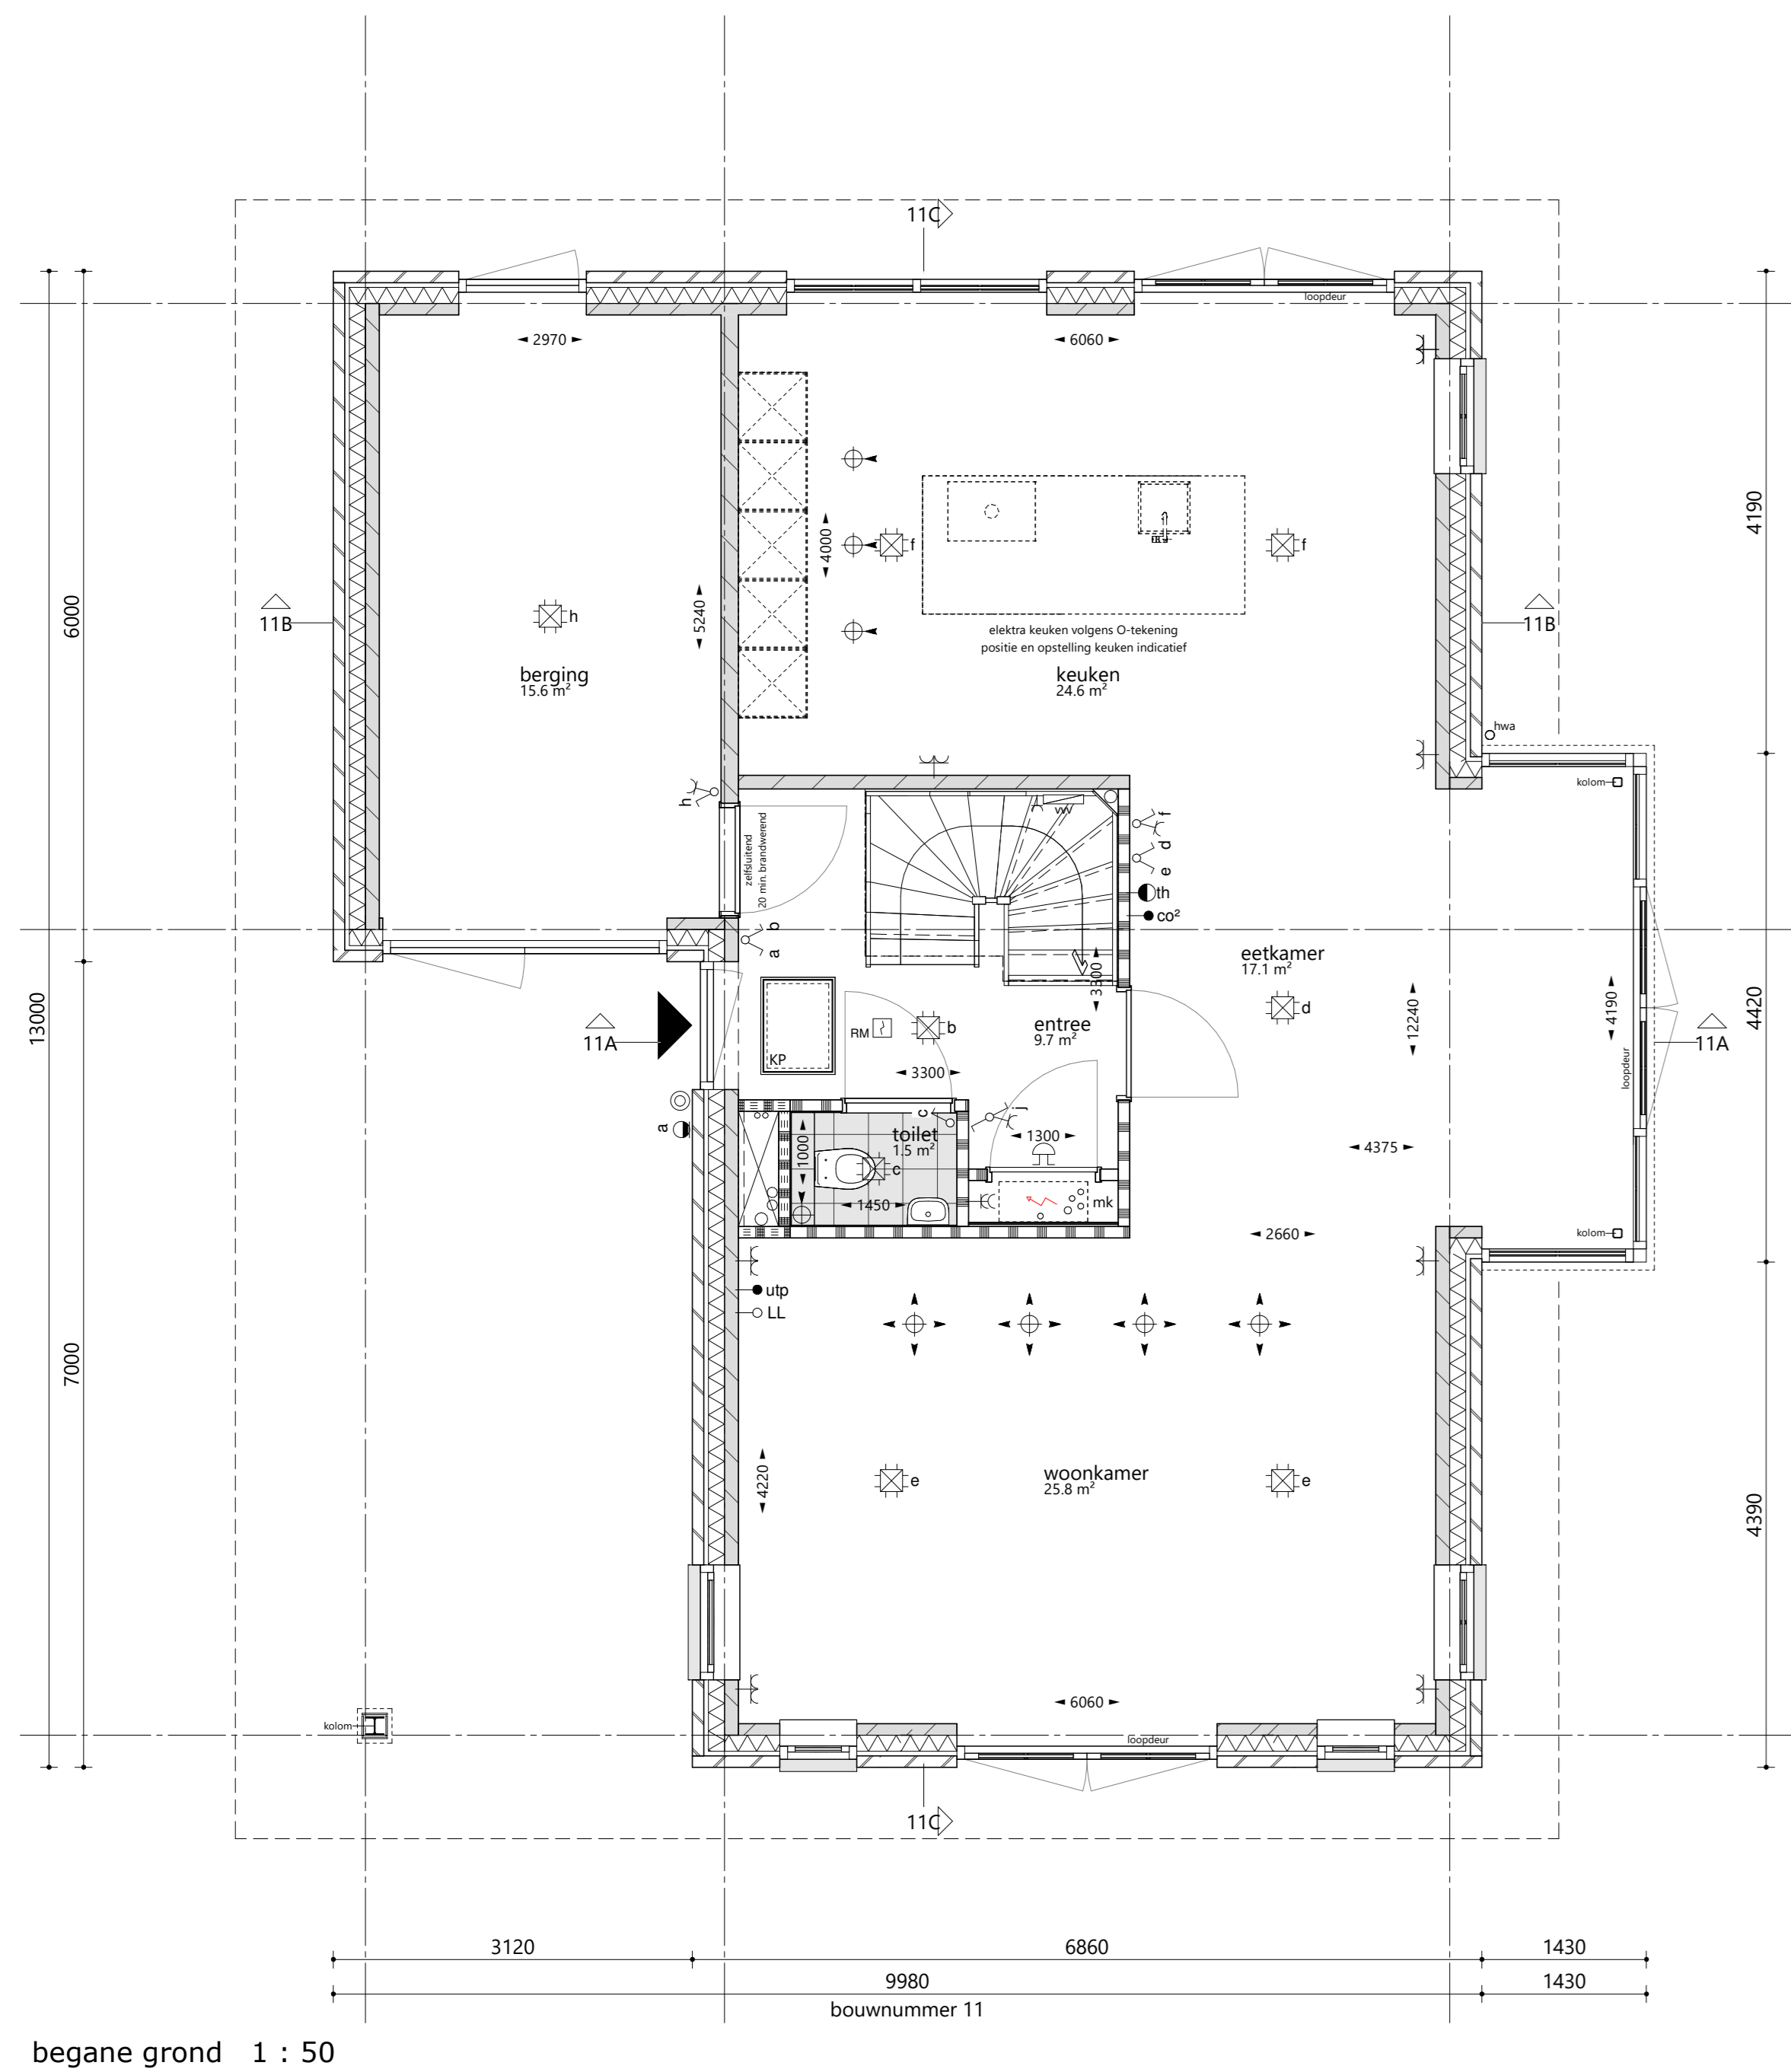 11C
loopdeur
2970
6060
4190
6000
13000
4000
f
f
11B
11B
h
5240
elektra keuken volgens O-tekening
positie en opstelling keuken indicatief
berging
15.6 m²
keuken
24.6 m²
hwa
kolom
h
vv
f
d
e
zelfsluitend
20 min. brandwerend
th
co²
b
a
eetkamer
17.1 m²
3300
d
12240
4190
4420
11A
11A
RM
b
entree
9.7 m²
KP
3300
loopdeur
a
c
j
toilet
1.5 m²
1000
1300
4375
c
1450
mk
2660
kolom
utp
LL
7000
4220
e
woonkamer
25.8 m²
e
4390
6060
kolom
loopdeur
11C
3120
6860
1430
9980
1430
bouwnummer 11
begane grond 1 : 50